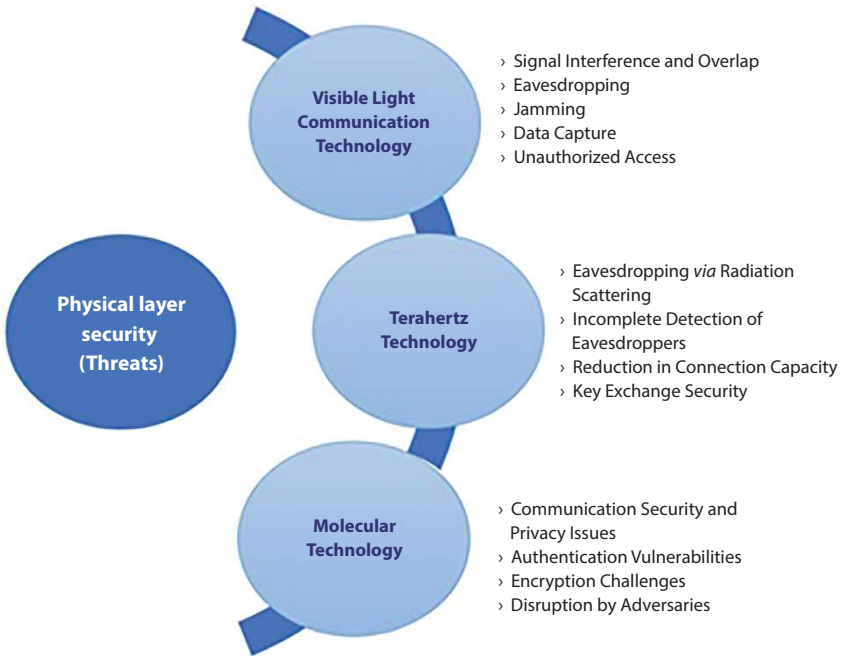 Visible Light
Communication
Technology
› Signal Interference and Overlap
› Eavesdropping
› Jamming
› Data Capture
› Unauthorized Access
Physical layer
security
(Threats)
Terahertz
Technology
› Eavesdropping via Radiation
Scattering
› Incomplete Detection of
Eavesdroppers
› Reduction in Connection Capacity
› Key Exchange Security
Molecular
Technology
› Communication Security and
Privacy Issues
› Authentication Vulnerabilities
› Encryption Challenges
› Disruption by Adversaries